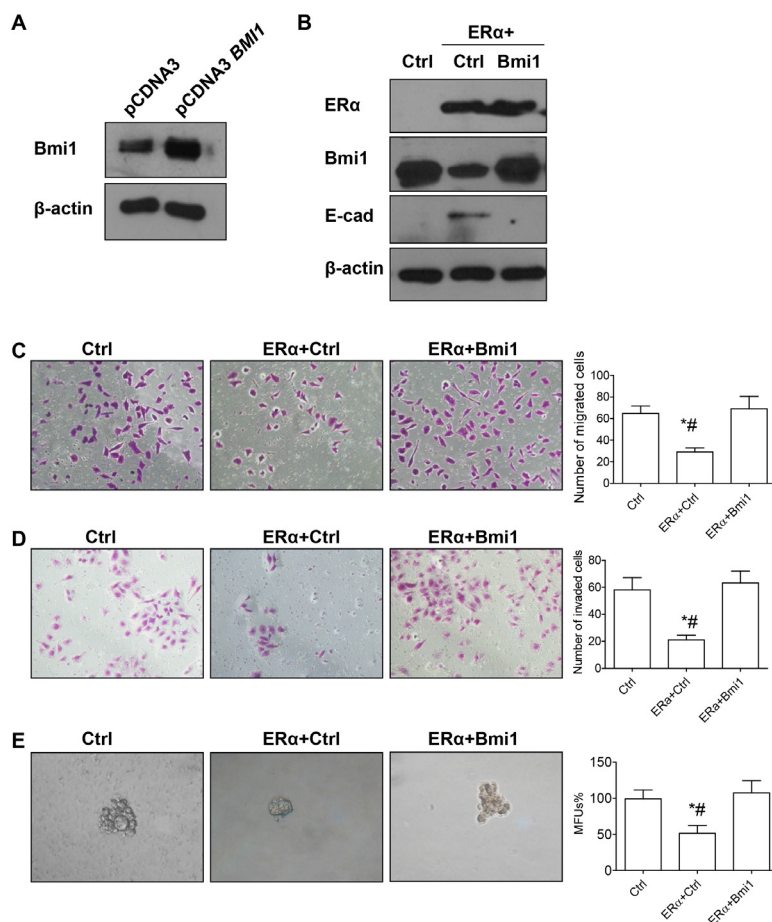 A
pCDNA3
pCDNA3 BMI1
Bmi1
β-actin
B
ERα+
Ctrl Ctrl Bmi1
ERα
Bmi1
E-cad
β-actin
C
Ctrl ERα+Ctrl ERα+Bmi1
Number of migrated cells
100
80
60
40
20
0
*#
Ctrl
ERα+Ctrl
ERα+Bmi1
D
Ctrl ERα+Ctrl ERα+Bmi1
Number of invaded cells
80
60
40
20
0
*#
Ctrl
ERa+Ctrl
ERa+Bmi1
E
Ctrl ERα+Ctrl ERα+Bmi1
MFUs%
150
100
50
0
*#
Ctrl
ERα+Ctrl
ERα+Bmi1